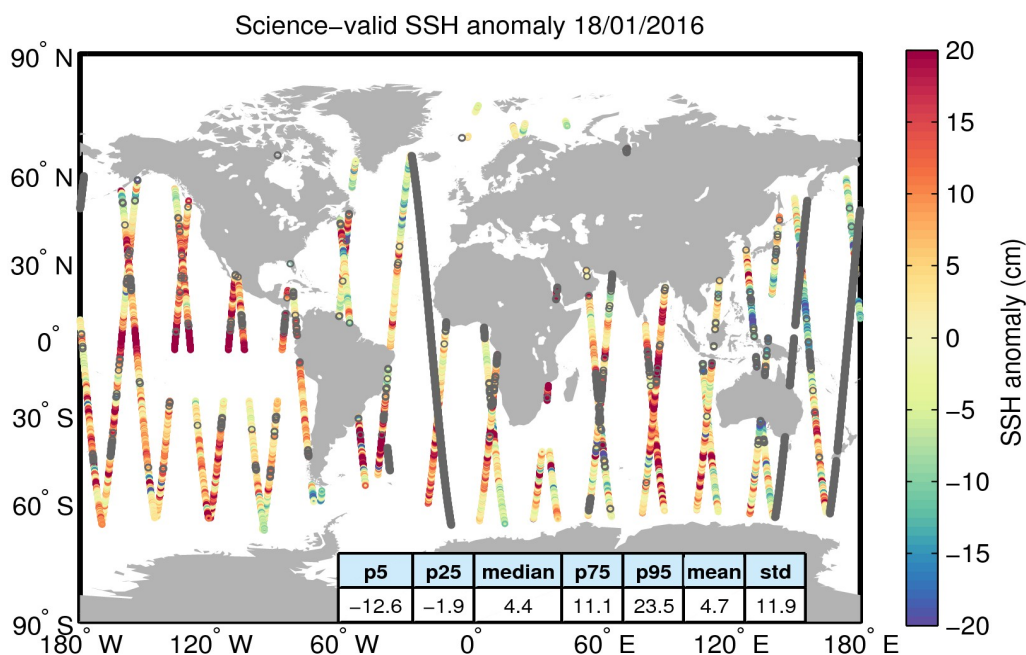 Science−valid SSH anomaly 18/01/2016
90° N
60° N
30° N
0°
30° S
60° S
90° S
180° W
120° W
60° W
0°
60° E
120° E
180° E
p5 p25 median p75 p95 mean std
−12.6 −1.9 4.4 11.1 23.5 4.7 11.9
20
15
10
5
0
−5
−10
−15
−20
SSH anomaly (cm)